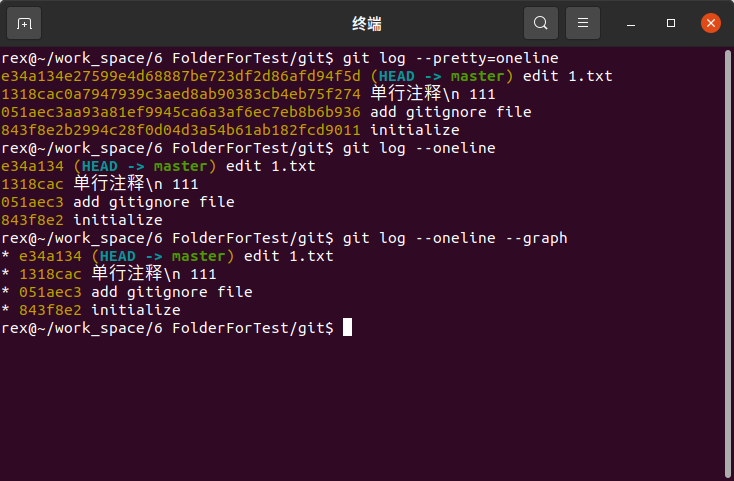 终端
rex@~/work_space/6 FolderForTest/git$ git log --pretty=oneline
e34a134e27599e4d68887be723df2d86afd94f5d (HEAD -> master) edit 1.txt
1318cac0a7947939c3aed8ab90383cb4eb75f274 单行注释\n 111
051aec3aa93a81ef9945ca6a3af6ec7eb8b6b936 add gitignore file
843f8e2b2994c28f0d04d3a54b61ab182fcd9011 initialize
rex@~/work_space/6 FolderForTest/git$ git log --oneline
e34a134 (HEAD -> master) edit 1.txt
1318cac 单行注释\n 111
051aec3 add gitignore file
843f8e2 initialize
rex@~/work_space/6 FolderForTest/git$ git log --oneline --graph
* e34a134 (HEAD -> master) edit 1.txt
* 1318cac 单行注释\n 111
* 051aec3 add gitignore file
* 843f8e2 initialize
rex@~/work_space/6 FolderForTest/git$